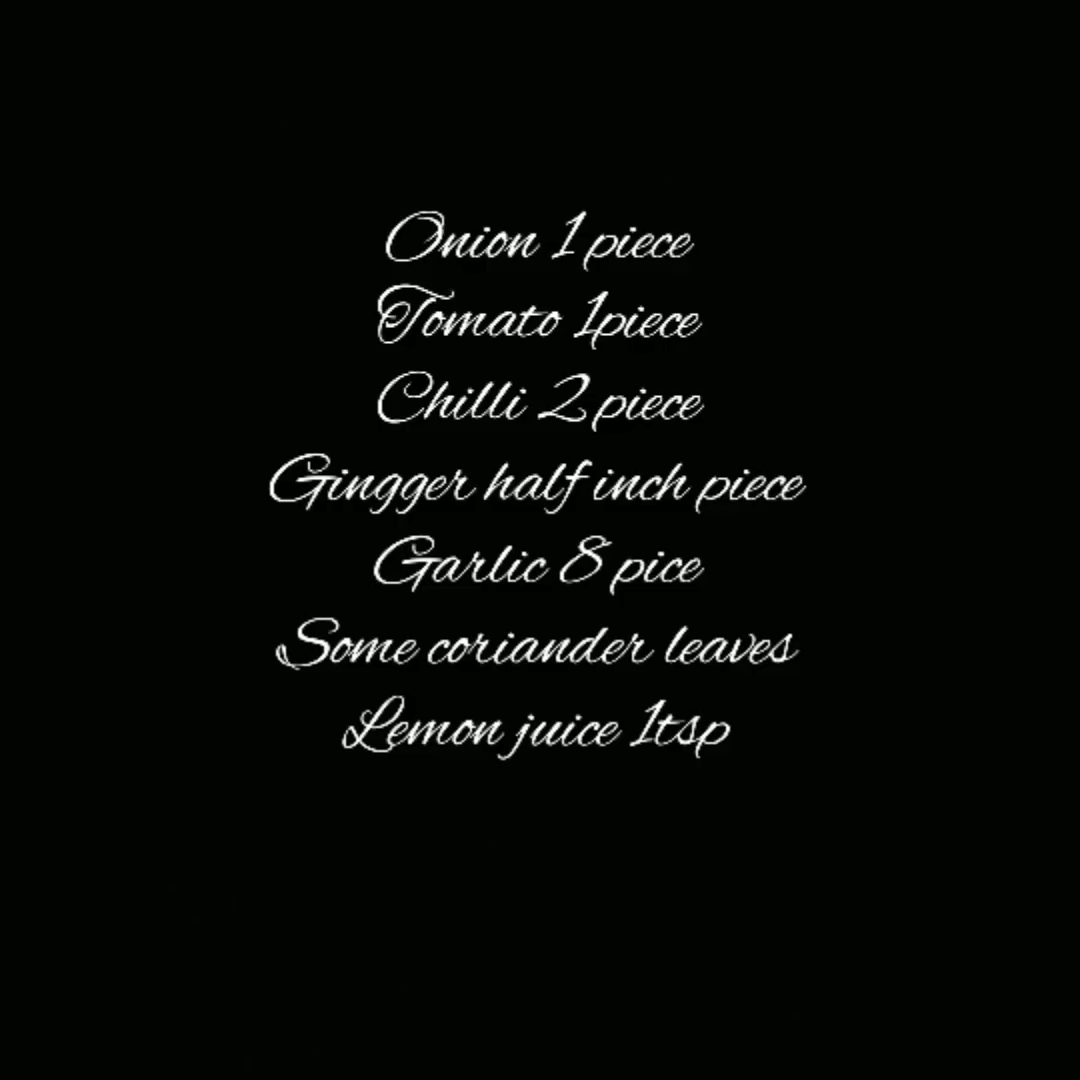 Onion 1 piece
Tomato 1piece
Chilli 2 piece
Gingger half inch piece
Garlic 8 pice
Some coriander leaves
Lemon juice 1tsp